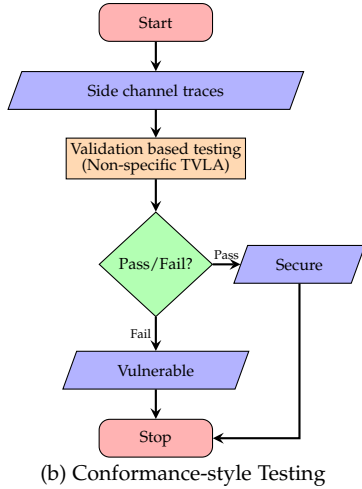 Start
Side channel traces
Validation based testing
(Non-specific TVLA)
Pass/Fail?
Pass
Secure
Fail
Vulnerable
Stop
(b) Conformance-style Testing